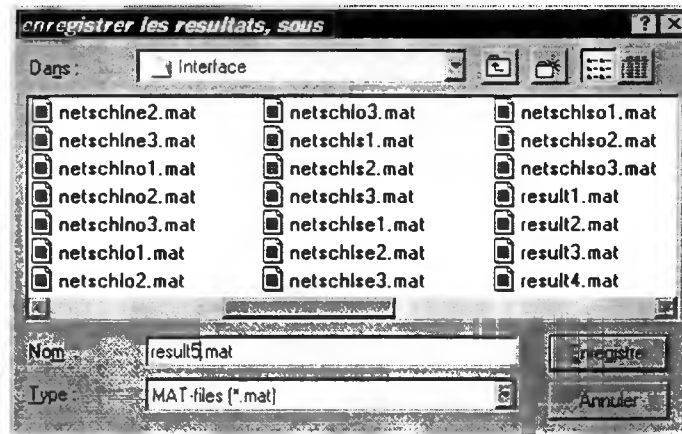 enregistrer les resultats, sous
Dans : Interface
netschlne2.mat netschlo3.mat netschlso1.mat
netschlne3.mat netschls1.mat netschlso2.mat
netschlno1.mat netschls2.mat netschlso3.mat
netschlno2.mat netschls3.mat result1.mat
netschlno3.mat netschlse1.mat result2.mat
netschlo1.mat netschlse2.mat result3.mat
netschlo2.mat netschlse3.mat result4.mat
Nom result5.mat Enregistre
Type : MAT-files (*.mat) Annuler